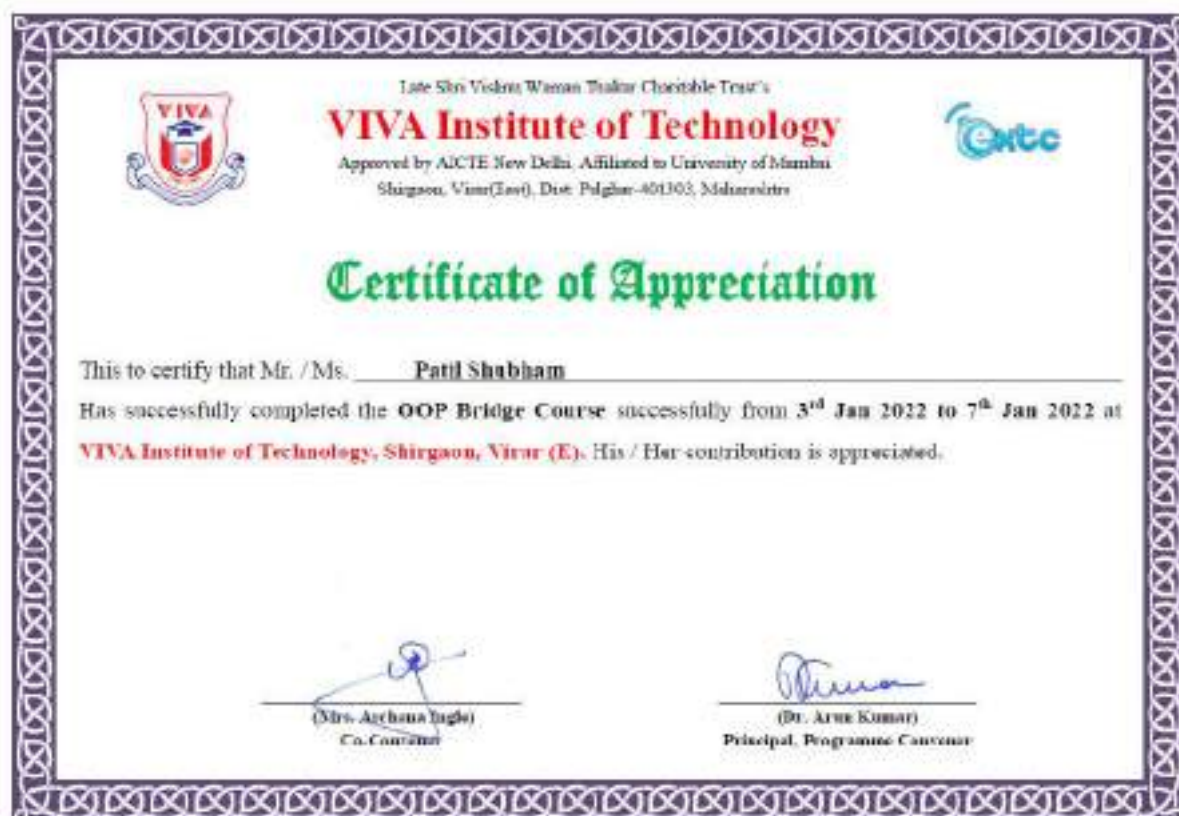 Late Shri Vishnu Waman Thakur Charitable Trust's
VIVA
VIVA Institute of Technology
extc
Approved by AICTE New Delhi, Affiliated to University of Mumbai
Shirgaon, Virar(East), Dist: Palghar-401303, Maharashtra
Certificate of Appreciation
This to certify that Mr. / Ms. Patil Shubham
Has successfully completed the OOP Bridge Course successfully from 3rd Jan 2022 to 7th Jan 2022 at
VIVA Institute of Technology, Shirgaon, Virar (E). His / Her contribution is appreciated.
(Mrs. Archana Ingle)
Co-Convener
(Dr. Arun Kumar)
Principal, Programme Convener